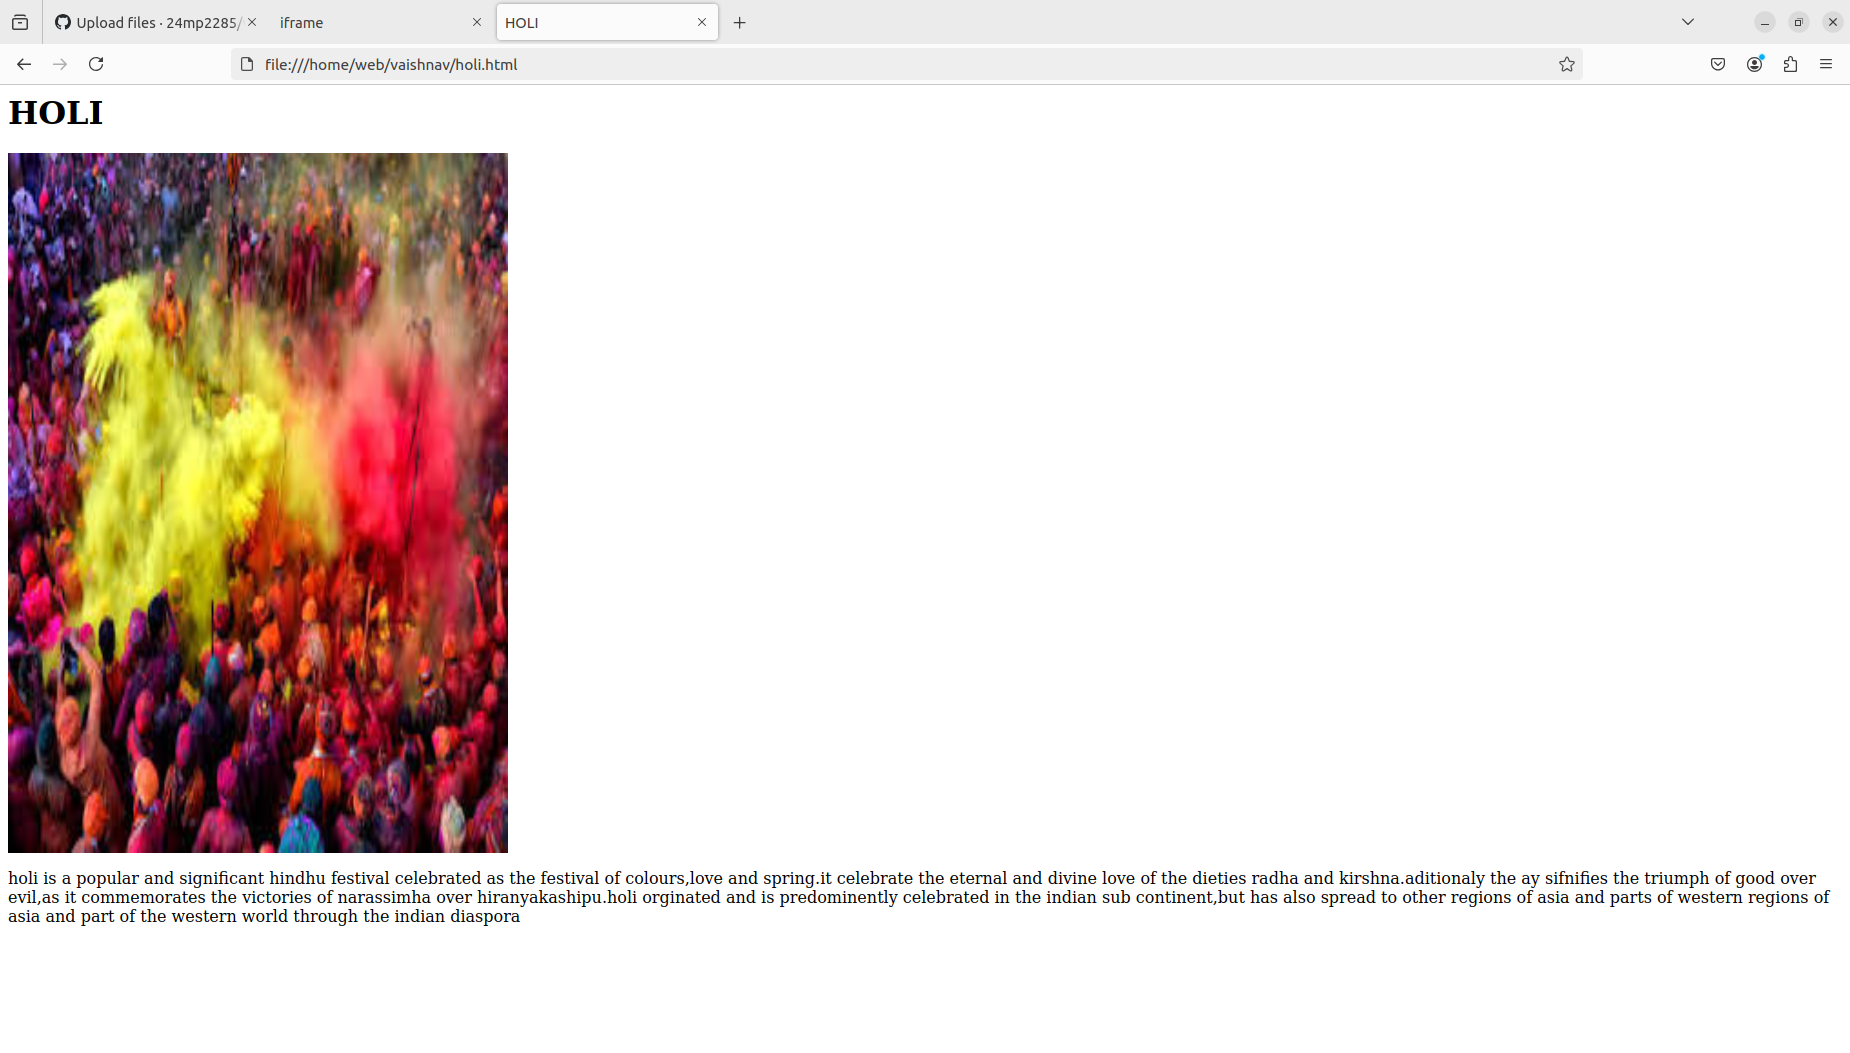 Upload files · 24mp2285/
iframe
HOLI
file:///home/web/vaishnav/holi.html
HOLI
holi is a popular and significant hindhu festival celebrated as the festival of colours,love and spring.it celebrate the eternal and divine love of the dieties radha and kirshna.aditionaly the ay sifnifies the triumph of good over
evil,as it commemorates the victories of narassimha over hiranyakashipu.holi orginated and is predominently celebrated in the indian sub continent,but has also spread to other regions of asia and parts of western regions of
asia and part of the western world through the indian diaspora